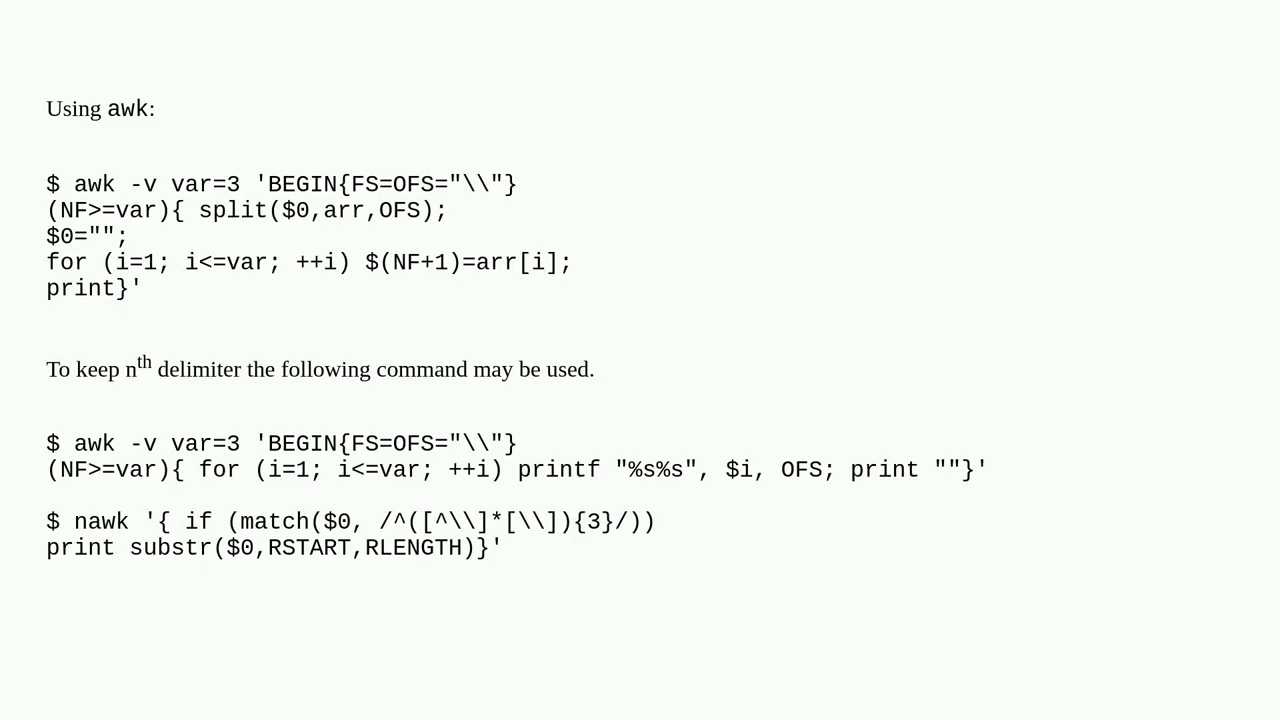 Using awk:
$ awk -v var=3 'BEGIN{FS=OFS="\\"}
(NF>=var){ split($0,arr,OFS);
$0="";
for (i=1; i<=var; ++i) $(NF+1)=arr[i];
print}'
To keep nth delimiter the following command may be used.
$ awk -v var=3 'BEGIN{FS=OFS="\\"}
(NF>=var){ for (i=1; i<=var; ++i) printf "%s%s", $i, OFS; print ""}'
$ nawk '{ if (match($0, /^([^\\]*[\\]){3}/))
print substr($0,RSTART,RLENGTH)}'